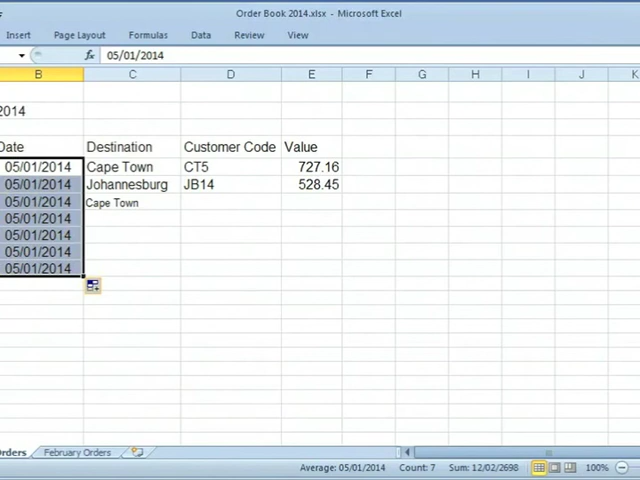 Order Book 2014.xlsx - Microsoft Excel
Insert Page Layout Formulas Data Review View
fx 05/01/2014
B C D E F G H I J K
2014
Date Destination Customer Code Value
05/01/2014 Cape Town CT5 727.16
05/01/2014 Johannesburg JB14 528.45
05/01/2014 Cape Town
05/01/2014
05/01/2014
05/01/2014
05/01/2014
Orders February Orders
Average: 05/01/2014 Count: 7 Sum: 12/02/2698 100%